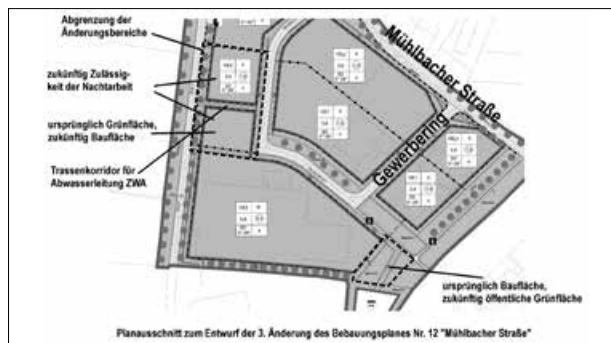 Abgrenzung der
Änderungsbereiche
zukünftig Zulässig-
keit der Nachtarbeit
ursprünglich Grünfläche,
zukünftig Baufläche
Trassenkorridor für
Abwasserleitung ZWA
Mühlbacher Straße
Gewerbering
ursprünglich Baufläche,
zukünftig öffentliche Grünfläche
Planausschnitt zum Entwurf der 3. Änderung des Bebauungsplanes Nr. 12 "Mühlbacher Straße"